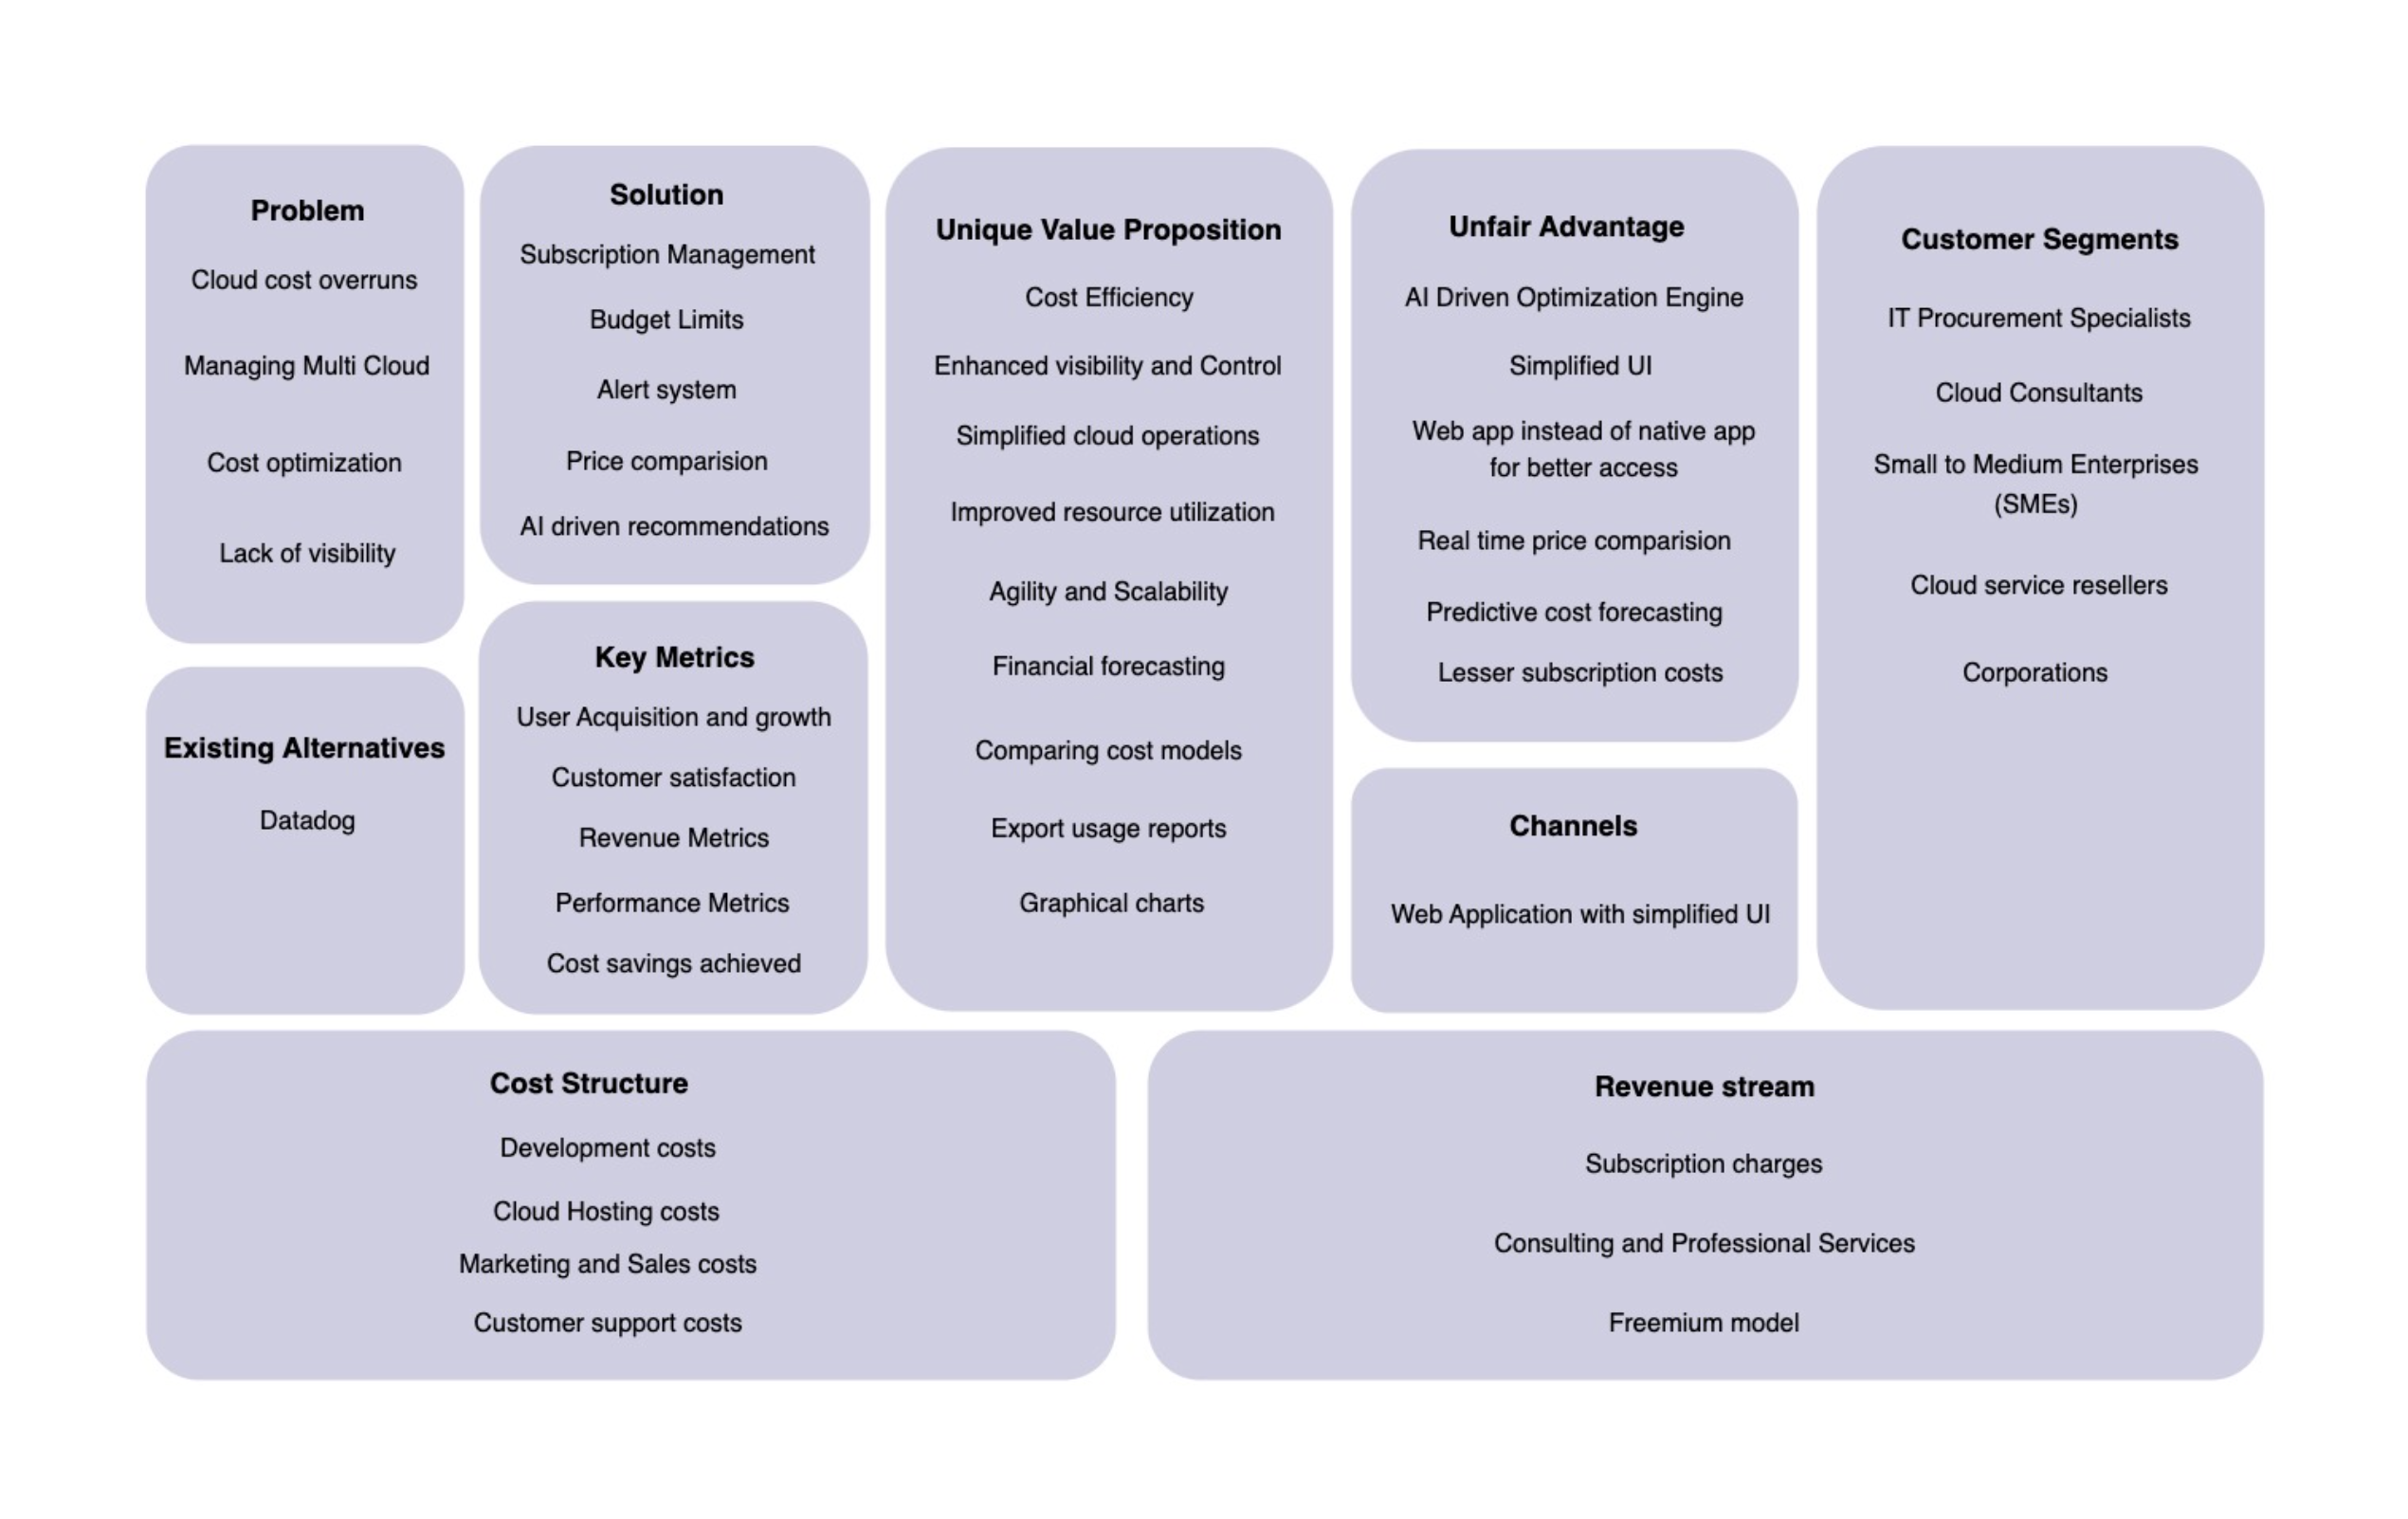 Problem
Cloud cost overruns
Managing Multi Cloud
Cost optimization
Lack of visibility
Existing Alternatives
Datadog
Solution
Subscription Management
Budget Limits
Alert system
Price comparision
AI driven recommendations
Key Metrics
User Acquisition and growth
Customer satisfaction
Revenue Metrics
Performance Metrics
Cost savings achieved
Unique Value Proposition
Cost Efficiency
Enhanced visibility and Control
Simplified cloud operations
Improved resource utilization
Agility and Scalability
Financial forecasting
Comparing cost models
Export usage reports
Graphical charts
Unfair Advantage
AI Driven Optimization Engine
Simplified UI
Web app instead of native app
for better access
Real time price comparision
Predictive cost forecasting
Lesser subscription costs
Channels
Web Application with simplified UI
Customer Segments
IT Procurement Specialists
Cloud Consultants
Small to Medium Enterprises
(SMEs)
Cloud service resellers
Corporations
Cost Structure
Development costs
Cloud Hosting costs
Marketing and Sales costs
Customer support costs
Revenue stream
Subscription charges
Consulting and Professional Services
Freemium model